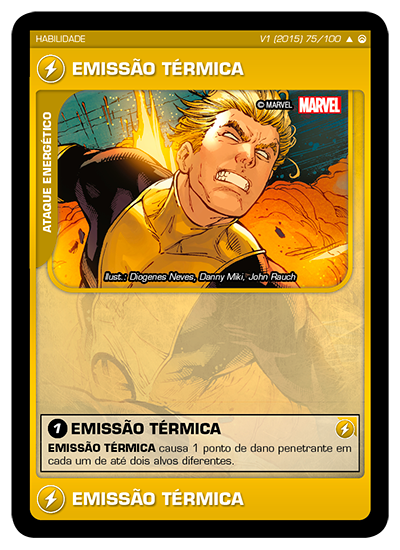 HABILIDADE
V1 (2015) 75/100
EMISSÃO TÉRMICA
ATAQUE ENERGÉTICO
© MARVEL
MARVEL
Ilust.: Diogenes Neves, Danny Miki, John Rauch
1 EMISSÃO TÉRMICA
EMISSÃO TÉRMICA causa 1 ponto de dano penetrante em
cada um de até dois alvos diferentes.
EMISSÃO TÉRMICA